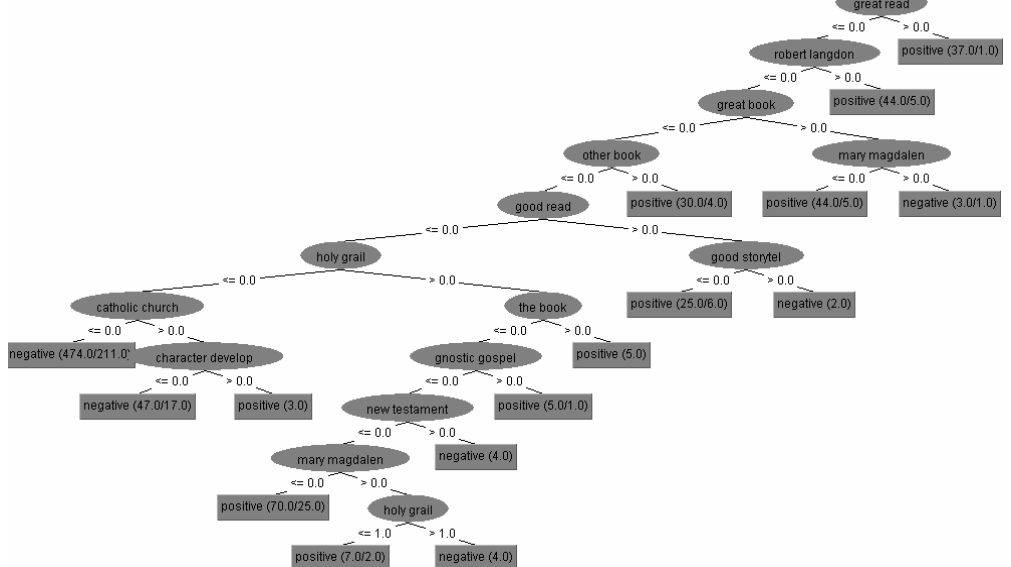 great read
<= 0.0 > 0.0
robert langdon positive (37.0/1.0)
<= 0.0 > 0.0
great book positive (44.0/5.0)
<= 0.0 > 0.0
other book mary magdalen
<= 0.0 > 0.0 <= 0.0 > 0.0
good read positive (30.0/4.0) positive (44.0/5.0) negative (3.0/1.0)
<= 0.0 > 0.0
holy grail good storytel
<= 0.0 > 0.0 <= 0.0 > 0.0
catholic church the book positive (25.0/6.0) negative (2.0)
<= 0.0 > 0.0 <= 0.0 > 0.0
negative (474.0/211.0) character develop gnostic gospel positive (5.0)
<= 0.0 > 0.0 <= 0.0 > 0.0
negative (47.0/17.0) positive (3.0) new testament positive (5.0/1.0)
<= 0.0 > 0.0
mary magdalen negative (4.0)
<= 0.0 > 0.0
positive (70.0/25.0) holy grail
<= 1.0 > 1.0
positive (7.0/2.0) negative (4.0)